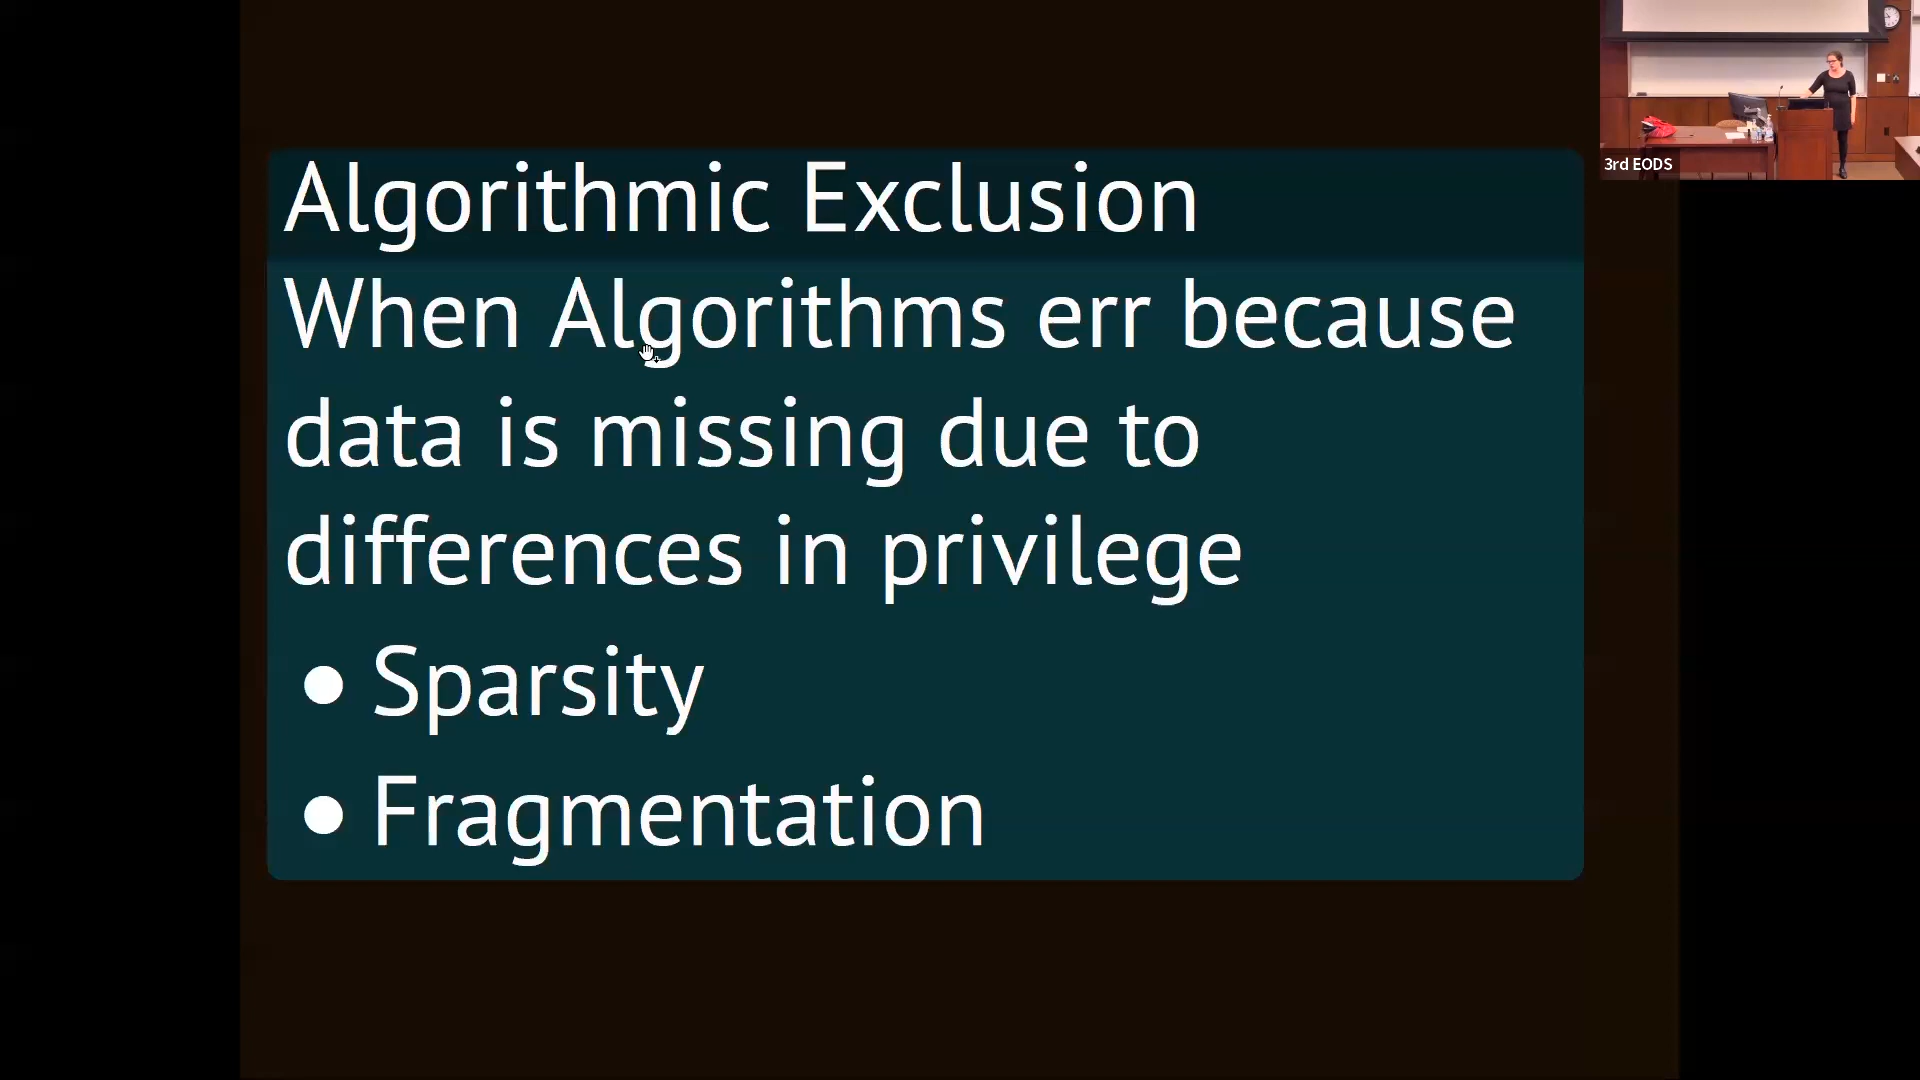 Algorithmic Exclusion
When Algorithms err because
data is missing due to
differences in privilege
● Sparsity
● Fragmentation
3rd EODS